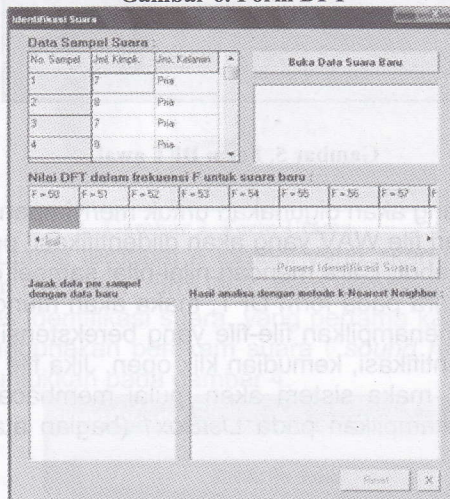 Gambar 6. Form DFT
Identifikasi Suara
Data Sampel Suara :
No. Sampel Jml. Kmplk. Jns. Kelamin
1 7 Pria
2 8 Pria
3 7 Pria
4 8 Pria
Buka Data Suara Baru
Nilai DFT dalam frekuensi F untuk suara baru :
F = 50 F = 51 F = 52 F = 53 F = 54 F = 55 F = 56 F = 57 F
Proses Identifikasi Suara
Jarak data per sampel
dengan data baru
Hasil analisa dengan metode k-Nearest Neighbor :
Reset X